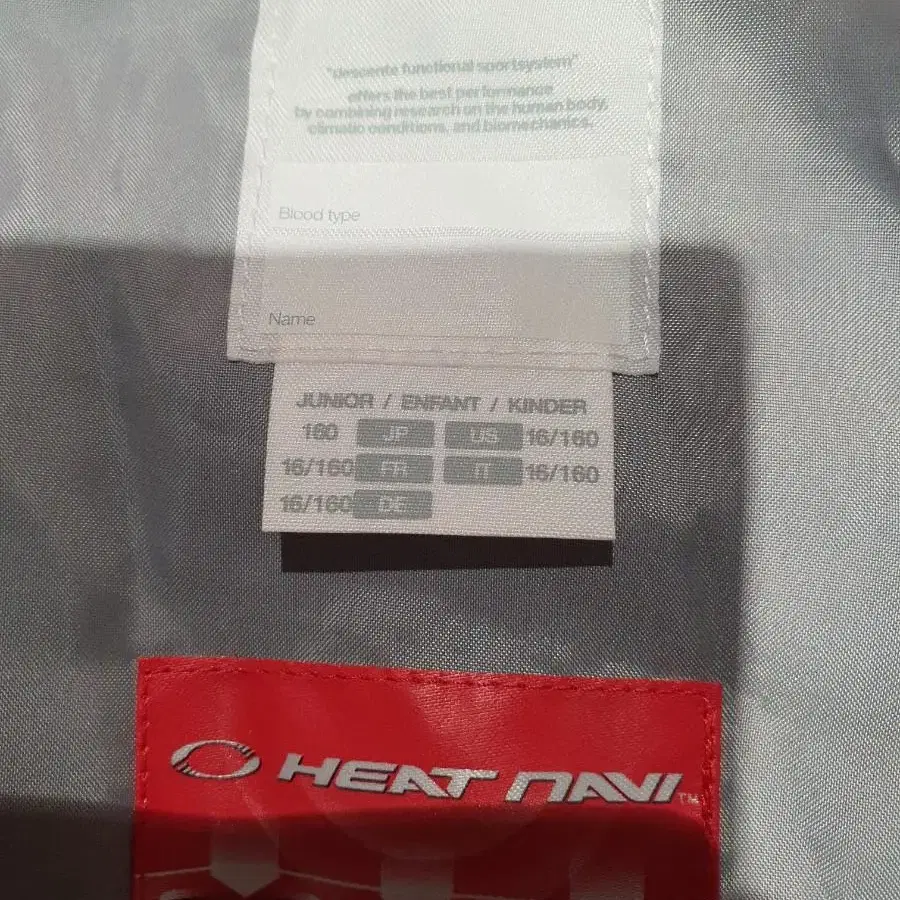 "descente functional sportsystem"
offers the best performance
by combining research on the human body,
climatic conditions, and biomechanics.
Blood type
Name
JUNIOR / ENFANT / KINDER
160 JP US 16/160
16/160 FR IT 16/160
16/160 DE
HEAT NAVI TM